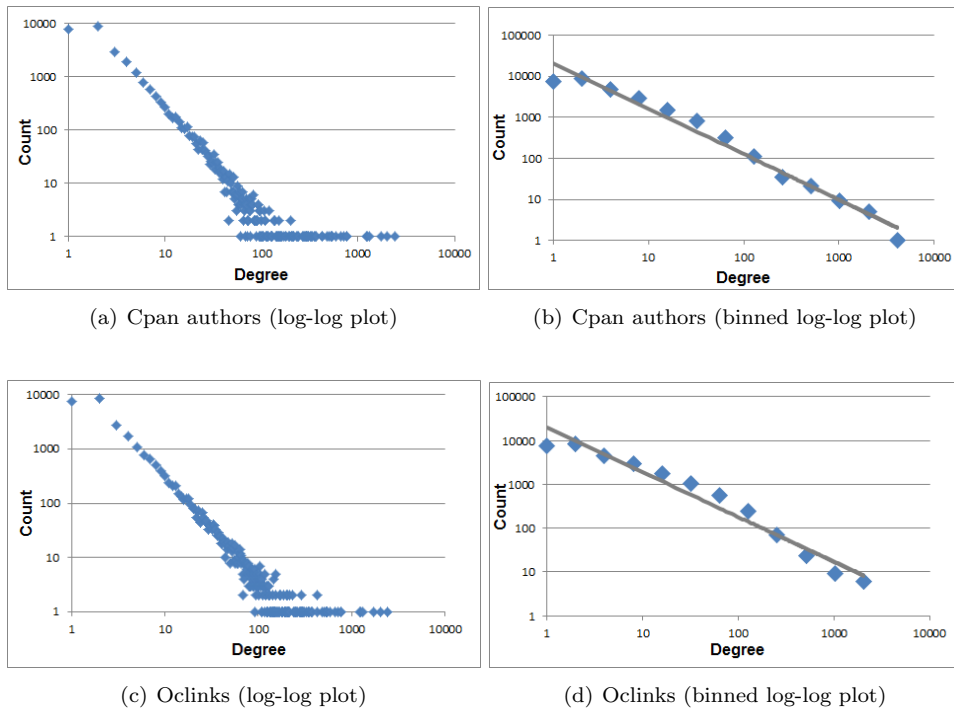 10000
1000
100
10
1
Count
1 10 100 1000 10000
Degree
(a) Cpan authors (log-log plot)
100000
10000
1000
100
10
1
Count
1 10 100 1000 10000
Degree
(b) Cpan authors (binned log-log plot)
10000
1000
100
10
1
Count
1 10 100 1000 10000
Degree
(c) Oclinks (log-log plot)
100000
10000
1000
100
10
1
Count
1 10 100 1000 10000
Degree
(d) Oclinks (binned log-log plot)